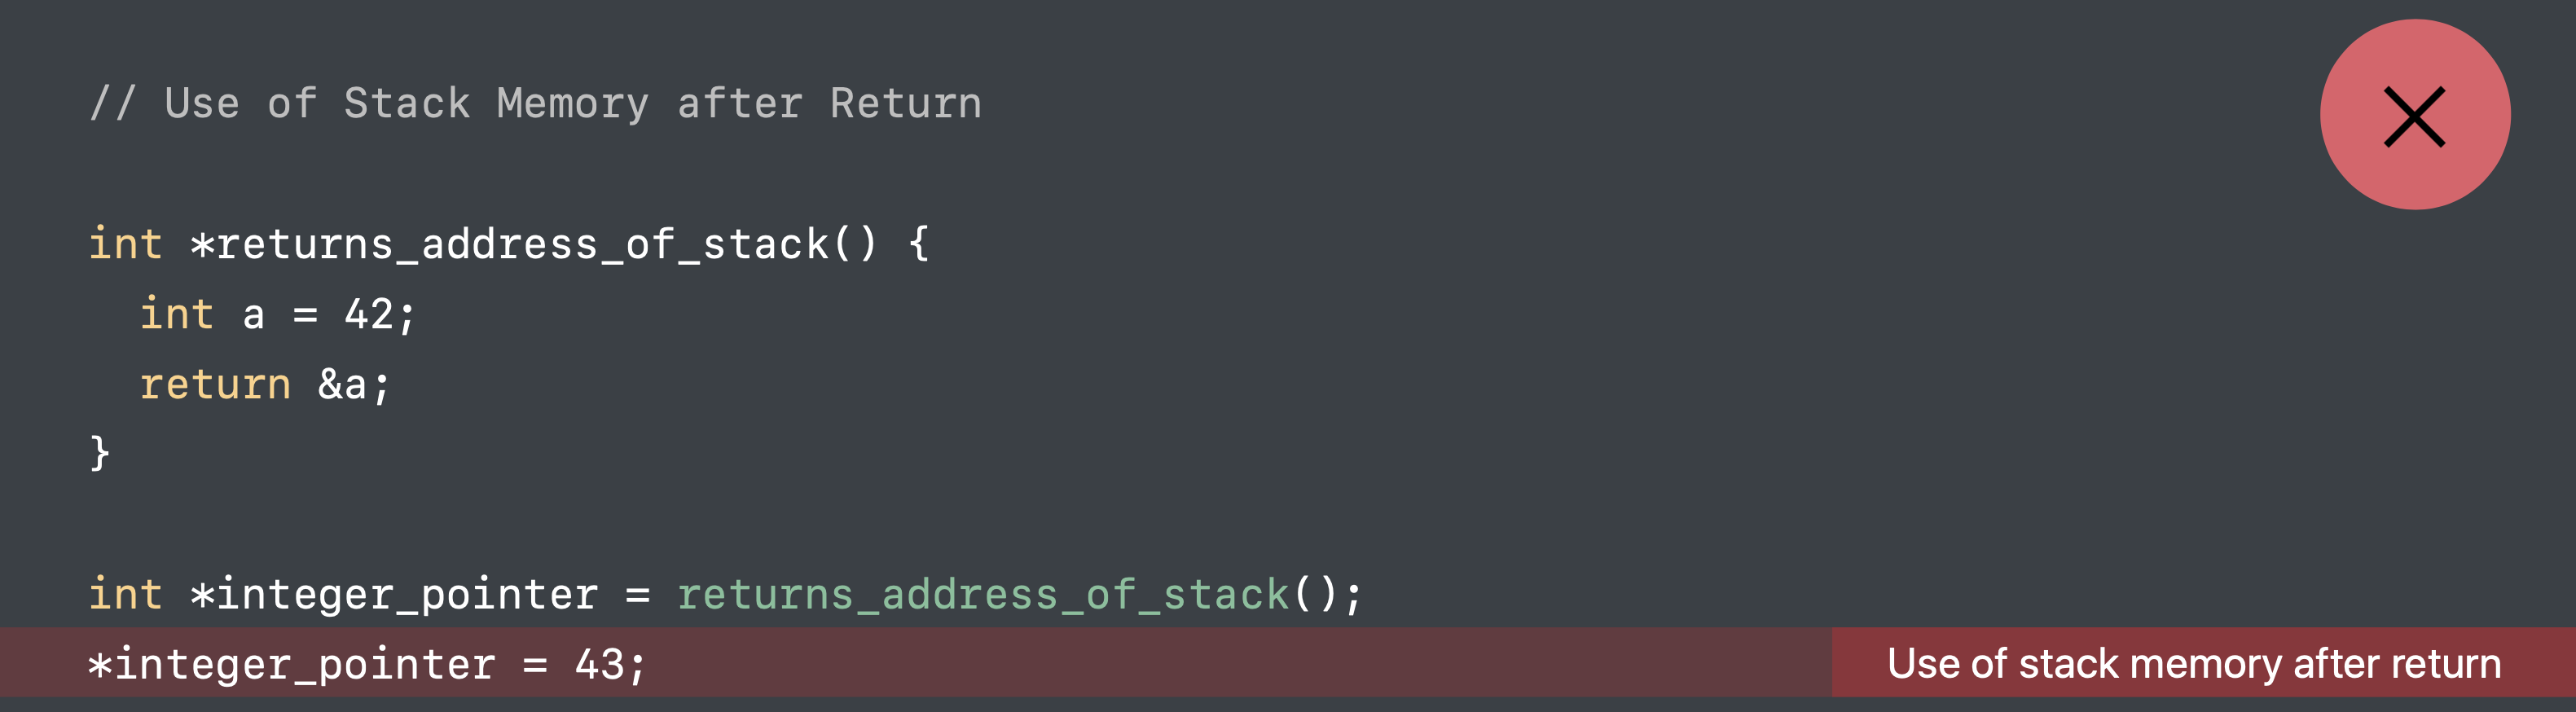 // Use of Stack Memory after Return
int *returns_address_of_stack() {
  int a = 42;
  return &a;
}
int *integer_pointer = returns_address_of_stack();
*integer_pointer = 43;
Use of stack memory after return